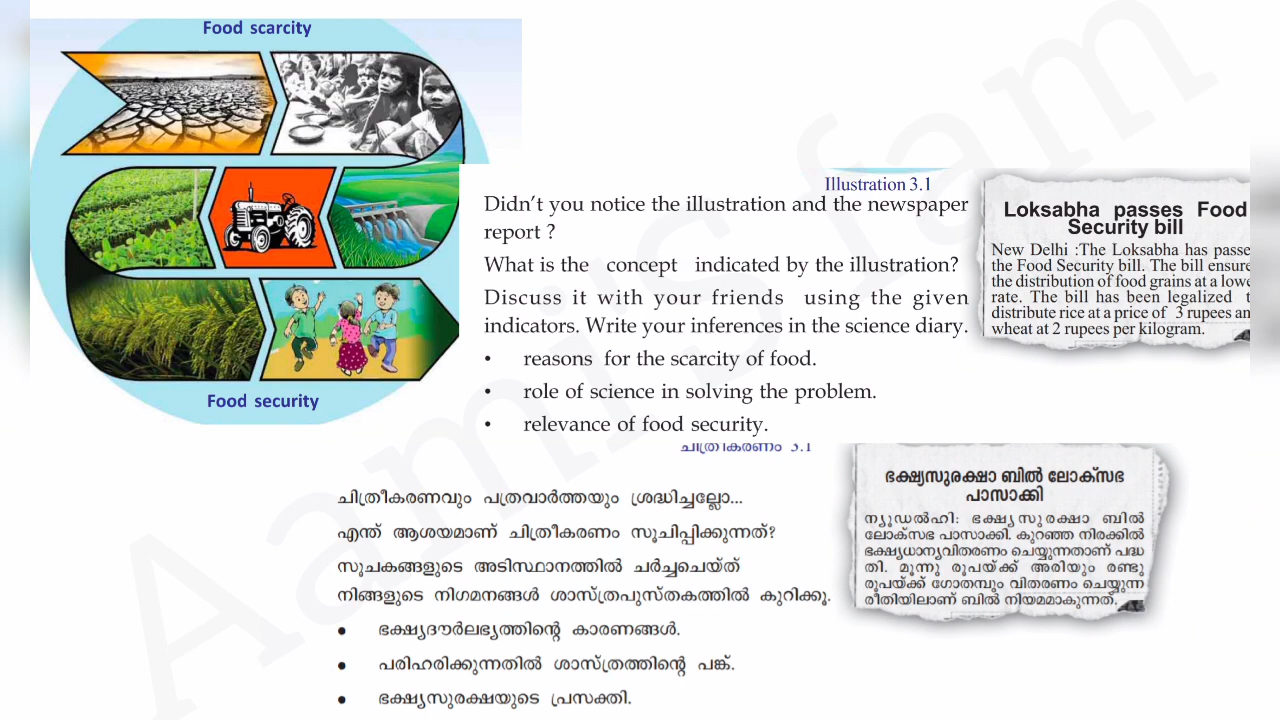 Food scarcity
Food security
Illustration 3.1
Didn’t you notice the illustration and the newspaper
report ?
What is the concept indicated by the illustration?
Discuss it with your friends using the given
indicators. Write your inferences in the science diary.
• reasons for the scarcity of food.
• role of science in solving the problem.
• relevance of food security.
Loksabha passes Food
Security bill
New Delhi :The Loksabha has passe
the Food Security bill. The bill ensure
the distribution of food grains at a lowe
rate. The bill has been legalized t
distribute rice at a price of 3 rupees an
wheat at 2 rupees per kilogram.
ചിത്രീകരണം 3.1
ചിത്രീകരണവും പത്രവാർത്തയും ശ്രദ്ധിച്ചല്ലോ...
എന്ത് ആശയമാണ് ചിത്രീകരണം സൂചിപ്പിക്കുന്നത്?
സൂചകങ്ങളുടെ അടിസ്ഥാനത്തിൽ ചർച്ചചെയ്ത്
നിങ്ങളുടെ നിഗമനങ്ങൾ ശാസ്ത്രപുസ്തകത്തിൽ കുറിക്കൂ.
• ഭക്ഷ്യദൗർലഭ്യത്തിന്റെ കാരണങ്ങൾ.
• പരിഹരിക്കുന്നതിൽ ശാസ്ത്രത്തിന്റെ പങ്ക്.
• ഭക്ഷ്യസുരക്ഷയുടെ പ്രസക്തി.
ഭക്ഷ്യസുരക്ഷാ ബിൽ ലോക്സഭ
പാസാക്കി
ന്യൂഡൽഹി: ഭക്ഷ്യസുരക്ഷാ ബിൽ
ലോക്സഭ പാസാക്കി. കുറഞ്ഞ നിരക്കിൽ
ഭക്ഷ്യധാന്യവിതരണം ചെയ്യുന്നതാണ് പദ്ധ
തി. മൂന്നു രൂപയ്ക്ക് അരിയും രണ്ടു
രൂപയ്ക്ക് ഗോതമ്പും വിതരണം ചെയ്യുന്ന
രീതിയിലാണ് ബിൽ നിയമമാകുന്നത്.
Aami's fam